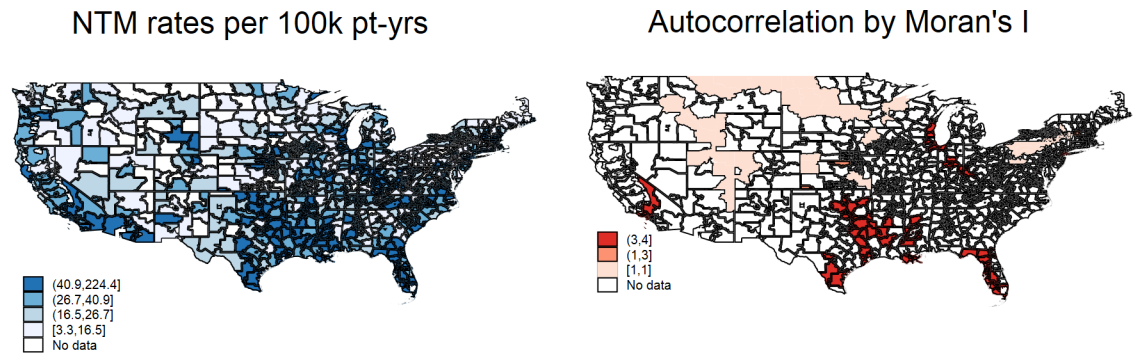 NTM rates per 100k pt-yrs
(40.9,224.4]
(26.7,40.9]
(16.5,26.7]
[3.3,16.5]
No data
Autocorrelation by Moran's I
(3,4]
(1,3]
[1,1]
No data